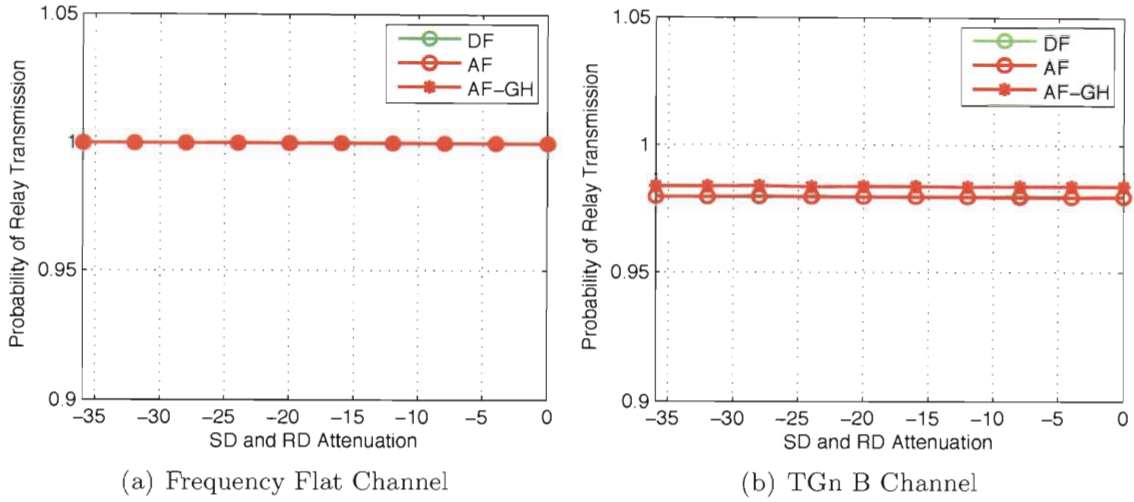 1.05
1
0.95
0.9
Probability of Relay Transmission
DF
AF
AF-GH
-35 -30 -25 -20 -15 -10 -5 0
SD and RD Attenuation
(a) Frequency Flat Channel
1.05
1
0.95
0.9
Probability of Relay Transmission
DF
AF
AF-GH
-35 -30 -25 -20 -15 -10 -5 0
SD and RD Attenuation
(b) TGn B Channel